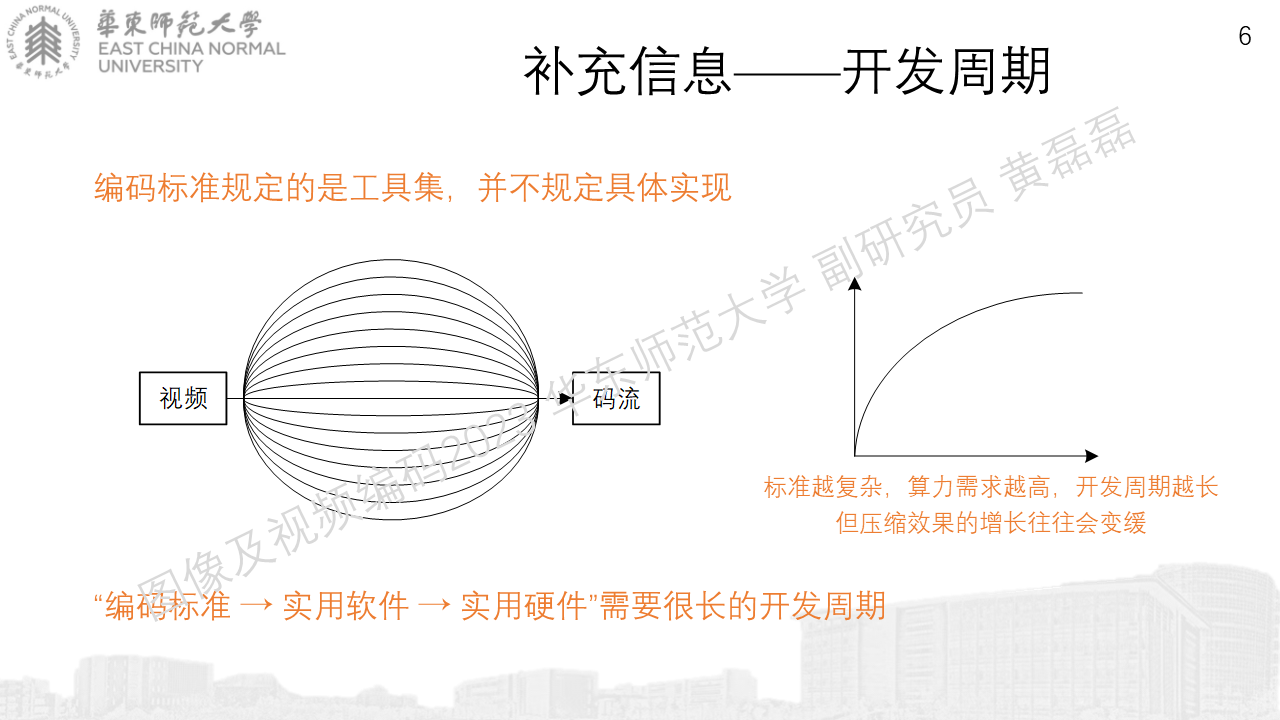 EAST CHINA NORMAL UNIVERSITY
華東師範大學
華東師範大學
EAST CHINA NORMAL
UNIVERSITY
6
补充信息——开发周期
编码标准规定的是工具集，并不规定具体实现
视频
码流
标准越复杂，算力需求越高，开发周期越长
但压缩效果的增长往往会变缓
“编码标准 → 实用软件 → 实用硬件”需要很长的开发周期
图像及视频编码2023 华东师范大学 副研究员 黄磊磊